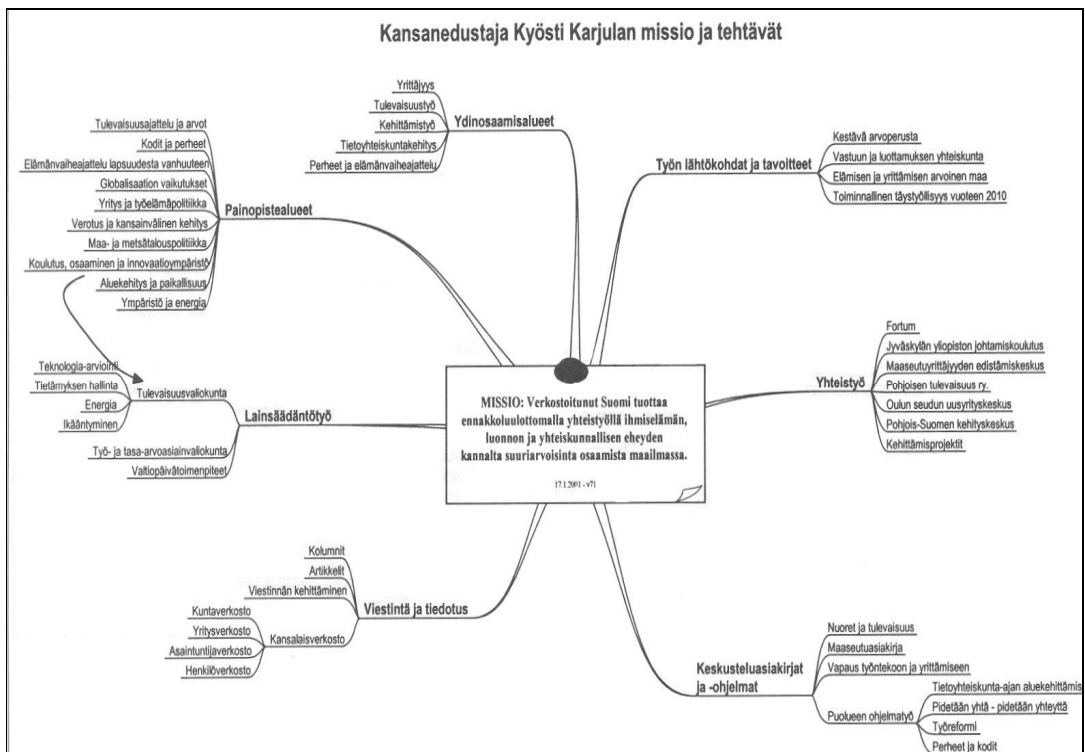 Kansanedustaja Kyösti Karjulan missio ja tehtävät
Yrittäjyys
Tulevaisuustyö
Kehittämistyö
Tietoyhteiskuntakehitys
Perheet ja elämänvaiheajattelu
Ydinosaamisalueet
Tulevaisuusajattelu ja arvot
Kodit ja perheet
Elämänvaiheajattelu lapsuudesta vanhuuteen
Globalisaation vaikutukset
Yritys ja työelämäpolitiikka
Verotus ja kansainvälinen kehitys
Maa- ja metsätalouspolitiikka
Koulutus, osaaminen ja innovaatioympäristö
Aluekehitys ja paikallisuus
Ympäristö ja energia
Painopistealueet
Työn lähtökohdat ja tavoitteet
Kestävä arvoperusta
Vastuun ja luottamuksen yhteiskunta
Elämisen ja yrittämisen arvoinen maa
Toiminnallinen täystyöllisyys vuoteen 2010
Teknologia-arviointi
Tietämyksen hallinta
Energia
Ikääntyminen
Tulevaisuusvaliokunta
Työ- ja tasa-arvoasiainvaliokunta
Valtiopäivätoimenpiteet
Lainsäädäntötyö
MISSIO: Verkostoitunut Suomi tuottaa
ennakkoluulottomalla yhteistyöllä ihmiselämän,
luonnon ja yhteiskunnallisen eheyden
kannalta suuriarvoisinta osaamista maailmassa.
17.1.2001 - v71
Yhteistyö
Fortum
Jyväskylän yliopiston johtamiskoulutus
Maaseutuyrittäjyyden edistämiskeskus
Pohjoisen tulevaisuus ry.
Oulun seudun uusyrityskeskus
Pohjois-Suomen kehityskeskus
Kehittämisprojektit
Kolumnit
Artikkelit
Viestinnän kehittäminen
Kansalaisverkosto
Kuntaverkosto
Yritysverkosto
Asiantuntijaverkosto
Henkilöverkosto
Viestintä ja tiedotus
Keskusteluasiakirjat
ja -ohjelmat
Nuoret ja tulevaisuus
Maaseutuasiakirja
Vapaus työntekoon ja yrittämiseen
Puolueen ohjelmatyö
Tietoyhteiskunta-ajan aluekehittämis
Pidetään yhtä - pidetään yhteyttä
Työreformi
Perheet ja kodit